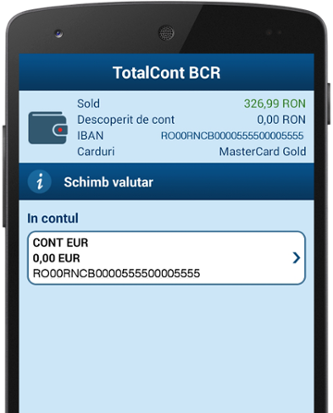 TotalCont BCR
Sold 326,99 RON
Descoperit de cont 0,00 RON
IBAN RO00RNCB0000555500005555
Carduri MasterCard Gold
i Schimb valutar
In contul
CONT EUR
0,00 EUR
RO00RNCB0000555500005555